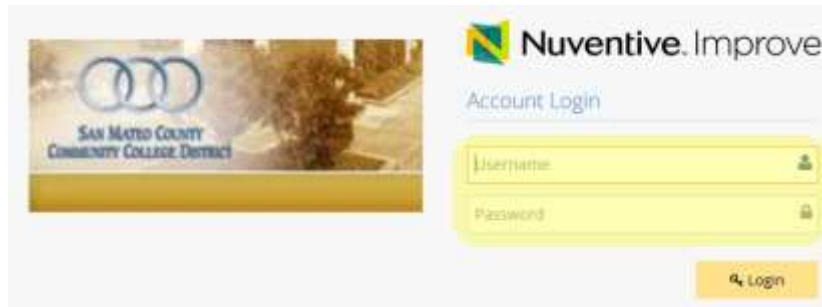 SAN MATEO COUNTY
COMMUNITY COLLEGE DISTRICT
Nuventive. Improve
Account Login
Username
Password
Login